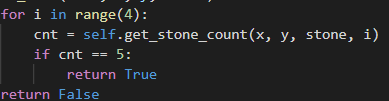 for i in range(4):
    cnt = self.get_stone_count(x, y, stone, i)
    if cnt == 5:
        return True
return False